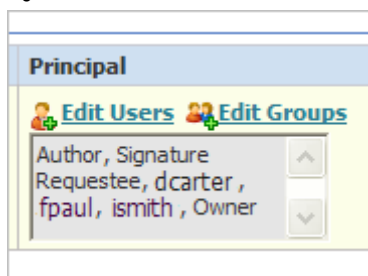 Principal
Edit Users Edit Groups
Author, Signature
Requestee, dcarter ,
fpaul, ismith , Owner